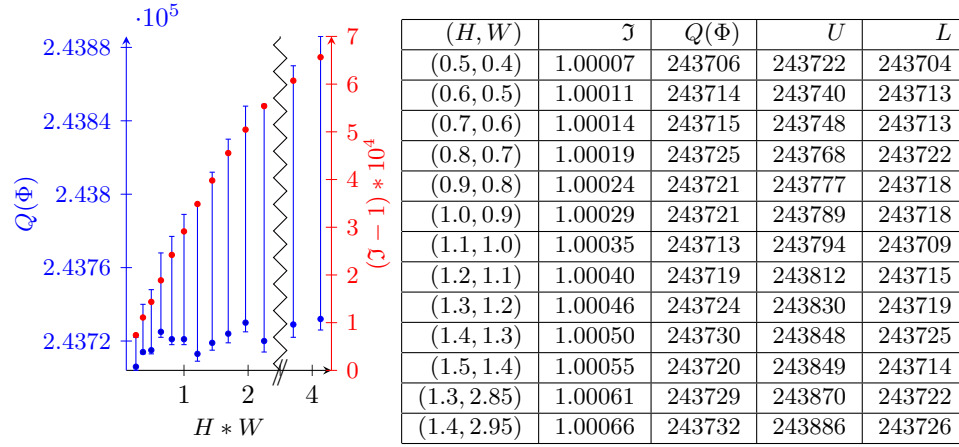 ·10^5
2.4388
2.4384
2.438
2.4376
2.4372
Q(Φ)
7
6
5
4
3
2
1
0
(ℑ − 1) ∗ 10^4
1 2 4
H ∗ W
(H, W) ℑ Q(Φ) U L
(0.5, 0.4) 1.00007 243706 243722 243704
(0.6, 0.5) 1.00011 243714 243740 243713
(0.7, 0.6) 1.00014 243715 243748 243713
(0.8, 0.7) 1.00019 243725 243768 243722
(0.9, 0.8) 1.00024 243721 243777 243718
(1.0, 0.9) 1.00029 243721 243789 243718
(1.1, 1.0) 1.00035 243713 243794 243709
(1.2, 1.1) 1.00040 243719 243812 243715
(1.3, 1.2) 1.00046 243724 243830 243719
(1.4, 1.3) 1.00050 243730 243848 243725
(1.5, 1.4) 1.00055 243720 243849 243714
(1.3, 2.85) 1.00061 243729 243870 243722
(1.4, 2.95) 1.00066 243732 243886 243726